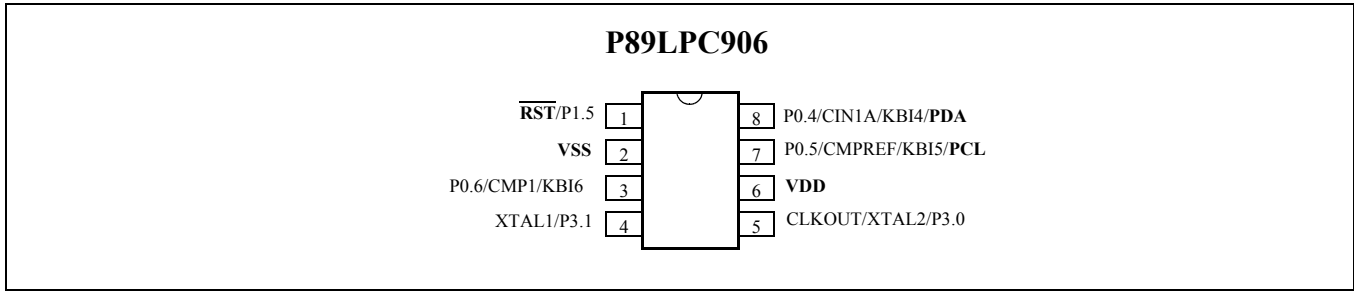 P89LPC906
RST/P1.5 1 8 P0.4/CIN1A/KBI4/PDA
VSS 2 7 P0.5/CMPREF/KBI5/PCL
P0.6/CMP1/KBI6 3 6 VDD
XTAL1/P3.1 4 5 CLKOUT/XTAL2/P3.0